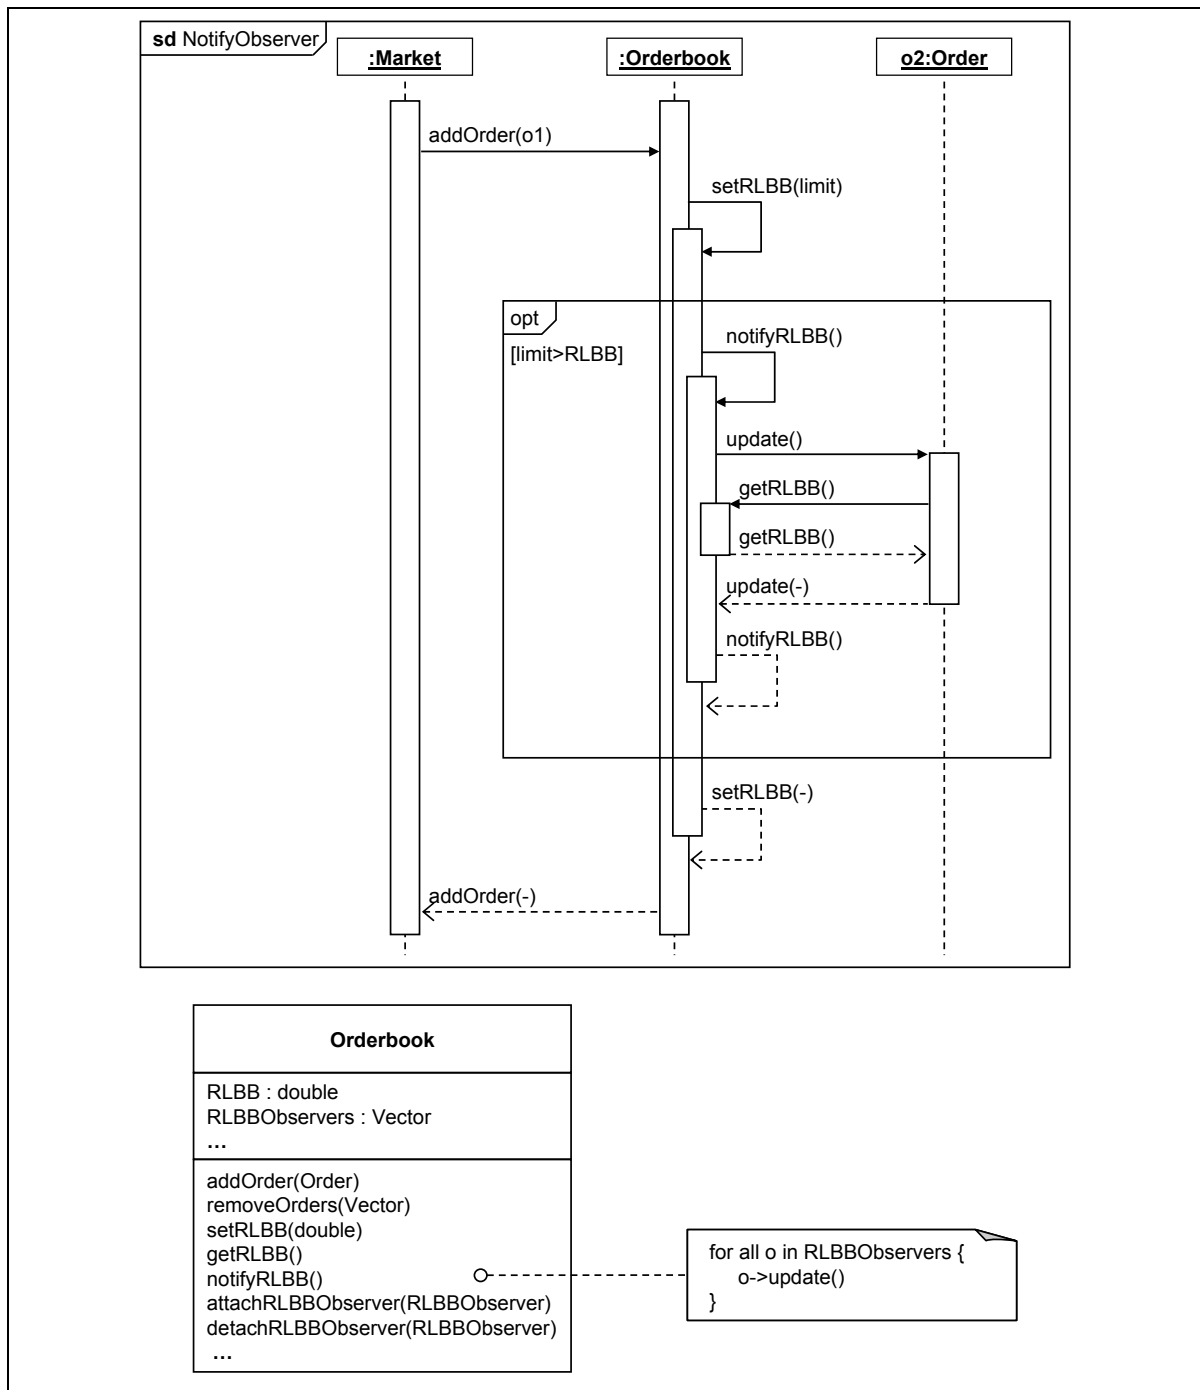 sd NotifyObserver
:Market
:Orderbook
o2:Order
addOrder(o1)
setRLBB(limit)
opt
[limit>RLBB]
notifyRLBB()
update()
getRLBB()
getRLBB()
update(-)
notifyRLBB()
setRLBB(-)
addOrder(-)
Orderbook
RLBB : double
RLBBObservers : Vector
...
addOrder(Order)
removeOrders(Vector)
setRLBB(double)
getRLBB()
notifyRLBB()
attachRLBBObserver(RLBBObserver)
detachRLBBObserver(RLBBObserver)
...
for all o in RLBBObservers {
o->update()
}